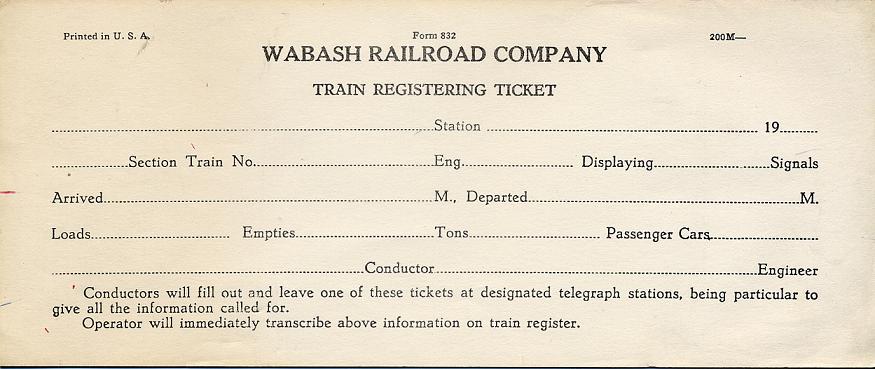 Printed in U. S. A. Form 832 200M—
WABASH RAILROAD COMPANY
TRAIN REGISTERING TICKET
Station 19
Section Train No. Eng. Displaying Signals
Arrived M., Departed M.
Loads Empties Tons Passenger Cars
Conductor Engineer
Conductors will fill out and leave one of these tickets at designated telegraph stations, being particular to
give all the information called for.
Operator will immediately transcribe above information on train register.